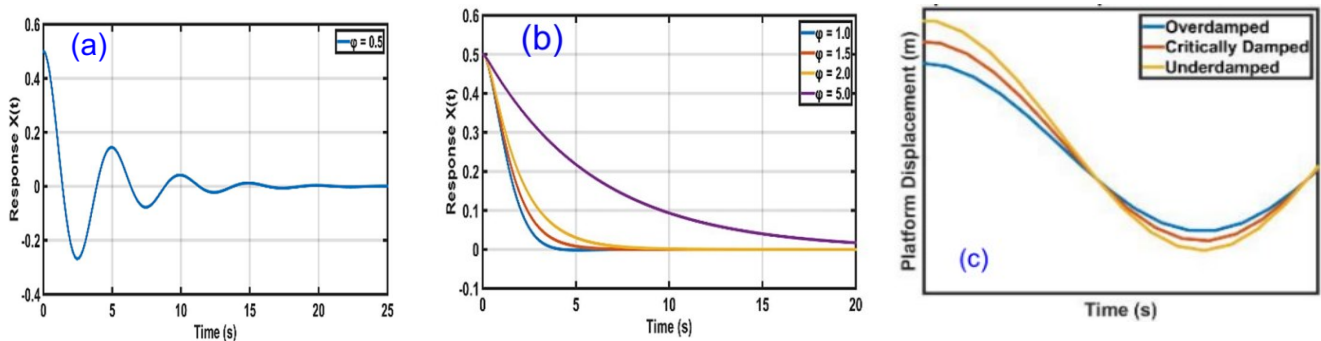 (a)
φ = 0.5
Response X(t)
0.6
0.4
0.2
0
-0.2
-0.4
0 5 10 15 20 25
Time (s)
(b)
φ = 1.0
φ = 1.5
φ = 2.0
φ = 5.0
Response X(t)
0.6
0.5
0.4
0.3
0.2
0.1
0
-0.1
0 5 10 15 20
Time (s)
Overdamped
Critically Damped
Underdamped
Platform Displacement (m)
(c)
Time (s)